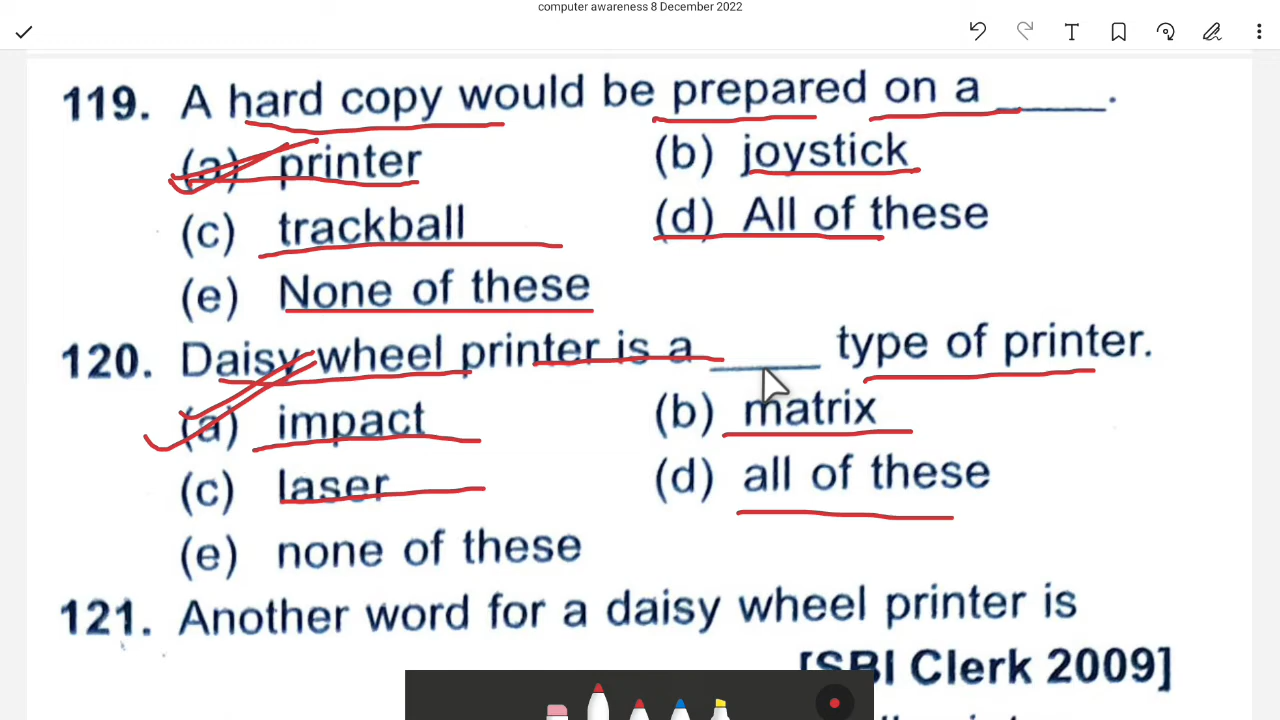 computer awareness 8 December 2022
119. A hard copy would be prepared on a _____.
(a) printer (b) joystick
(c) trackball (d) All of these
(e) None of these
120. Daisy wheel printer is a _____ type of printer.
(a) impact (b) matrix
(c) laser (d) all of these
(e) none of these
121. Another word for a daisy wheel printer is
[SBI Clerk 2009]